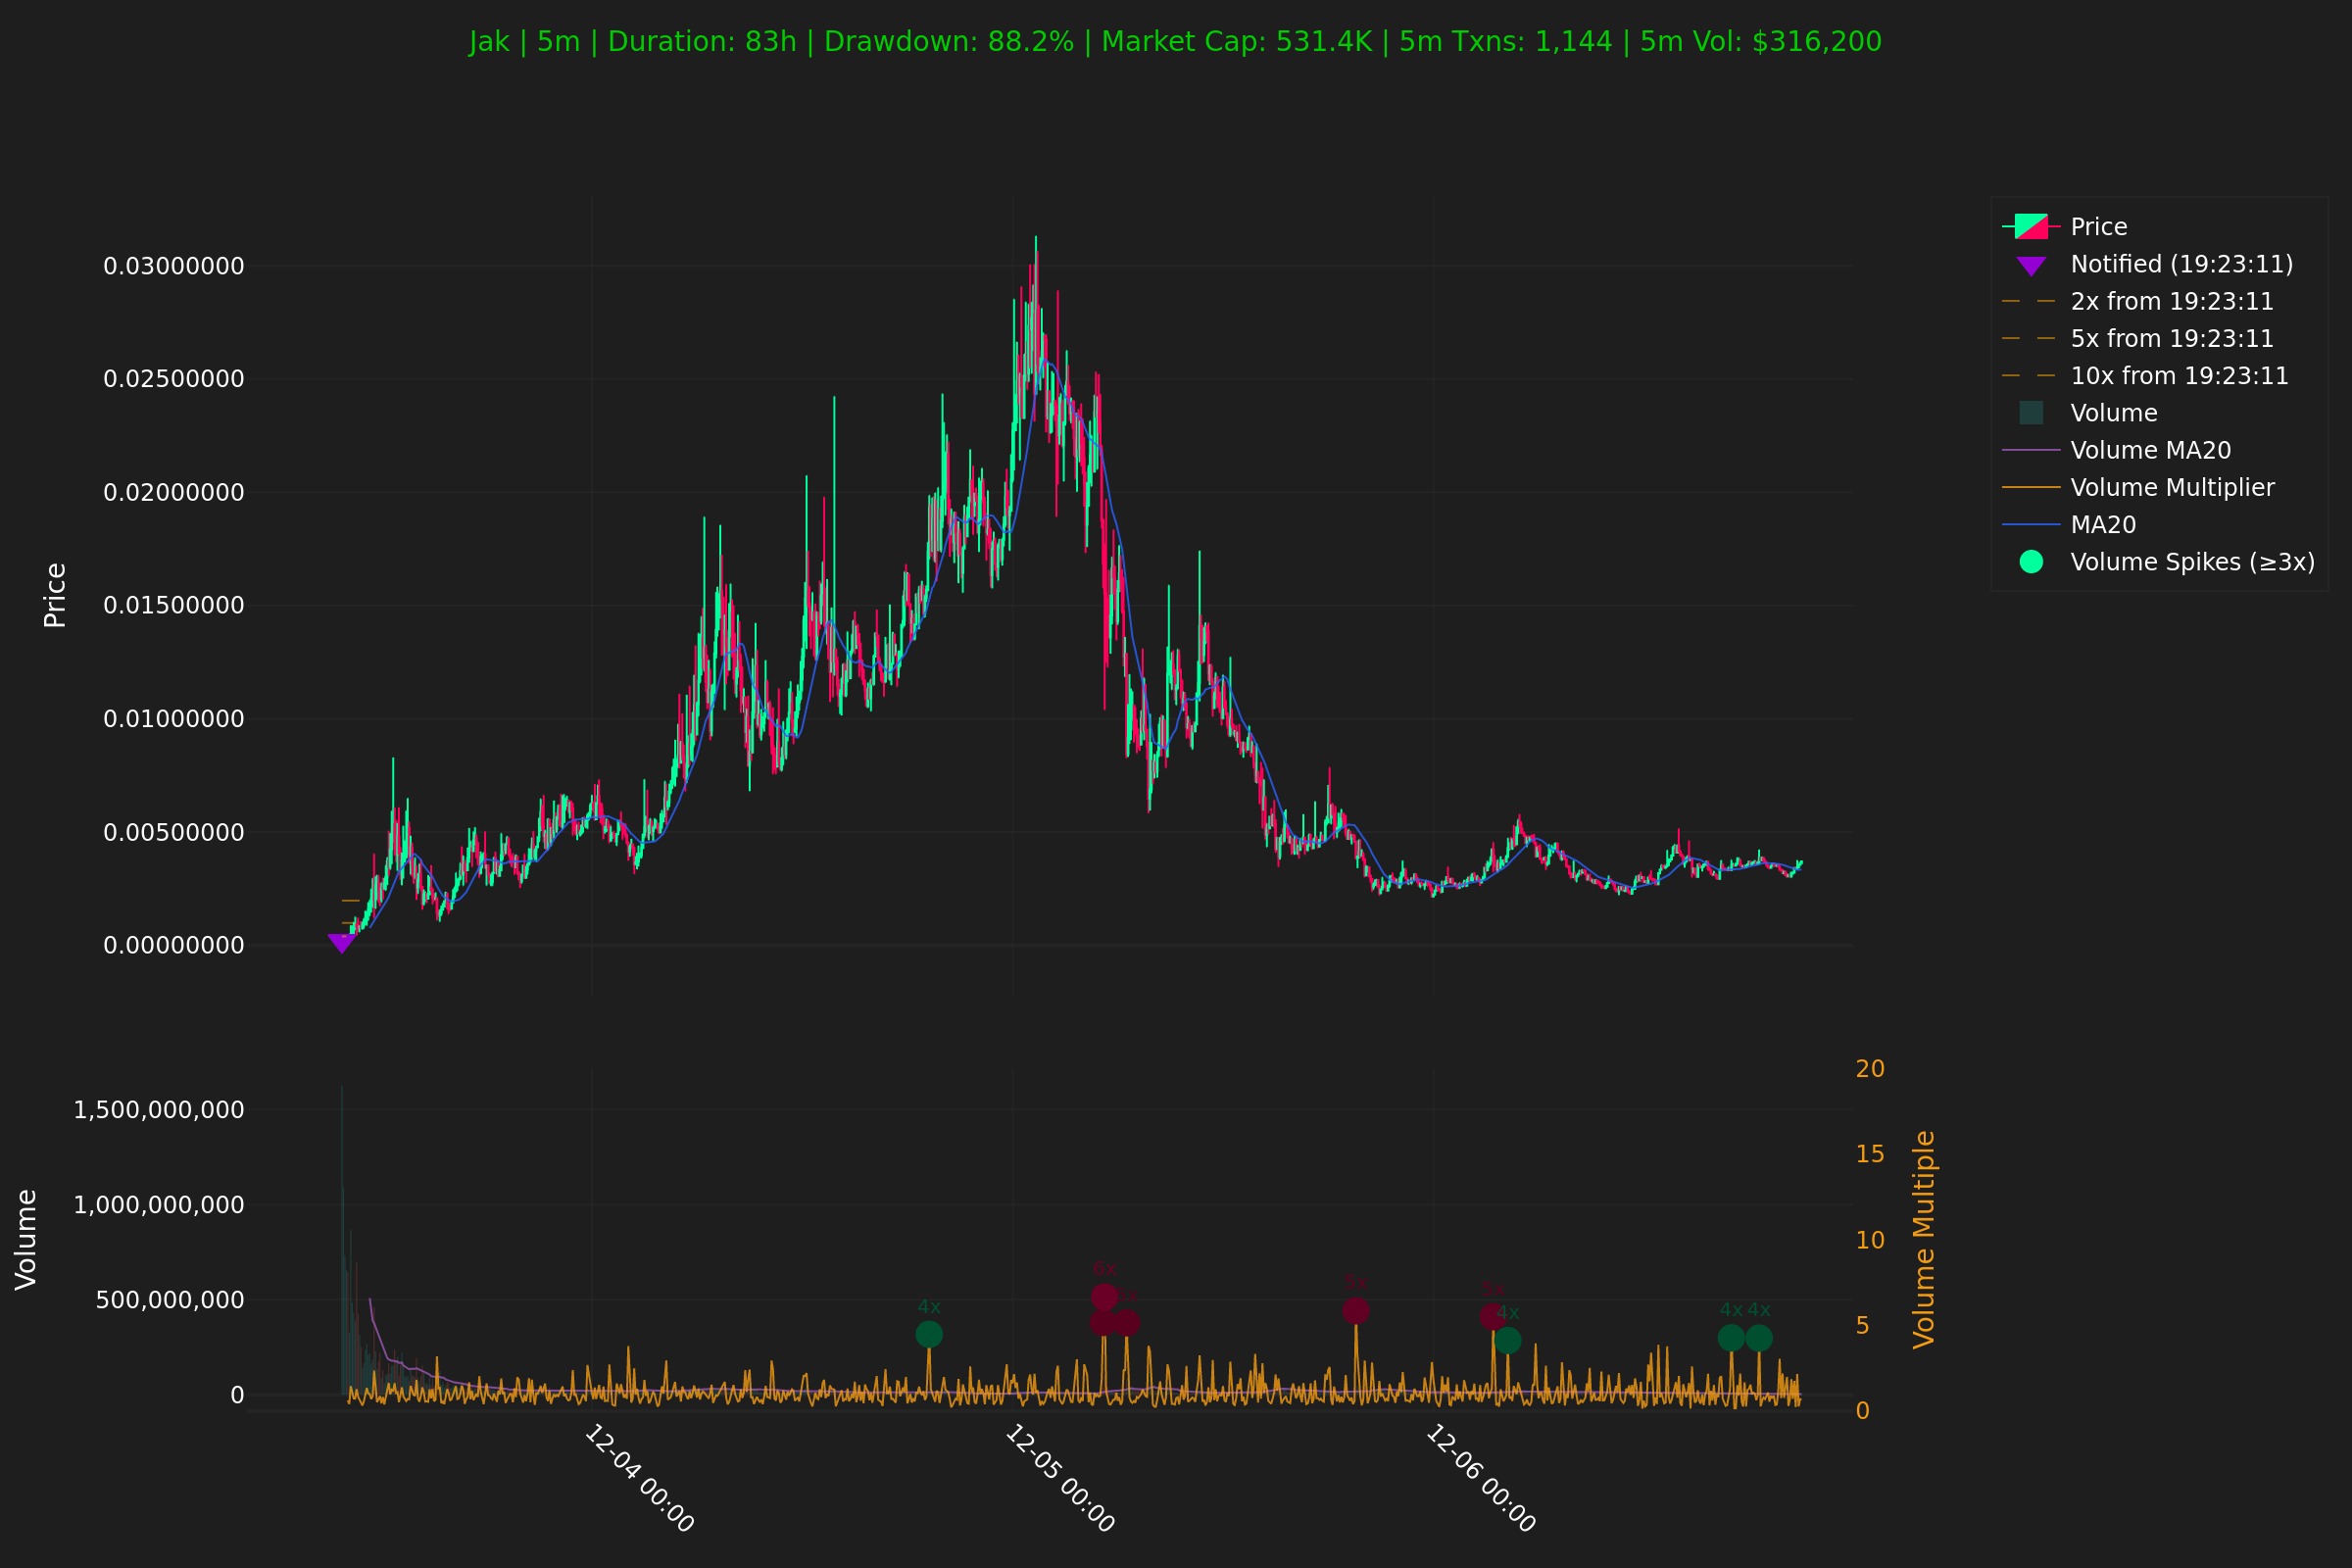 Jak | 5m | Duration: 83h | Drawdown: 88.2% | Market Cap: 531.4K | 5m Txns: 1,144 | 5m Vol: $316,200
Price
0.03000000
0.02500000
0.02000000
0.01500000
0.01000000
0.00500000
0.00000000
Price
Notified (19:23:11)
2x from 19:23:11
5x from 19:23:11
10x from 19:23:11
Volume
Volume MA20
Volume Multiplier
MA20
Volume Spikes (≥3x)
Volume
1,500,000,000
1,000,000,000
500,000,000
0
4x
6x
5x
5x
4x
4x
4x
20
15
10
5
0
Volume Multiple
12-04 00:00
12-05 00:00
12-06 00:00